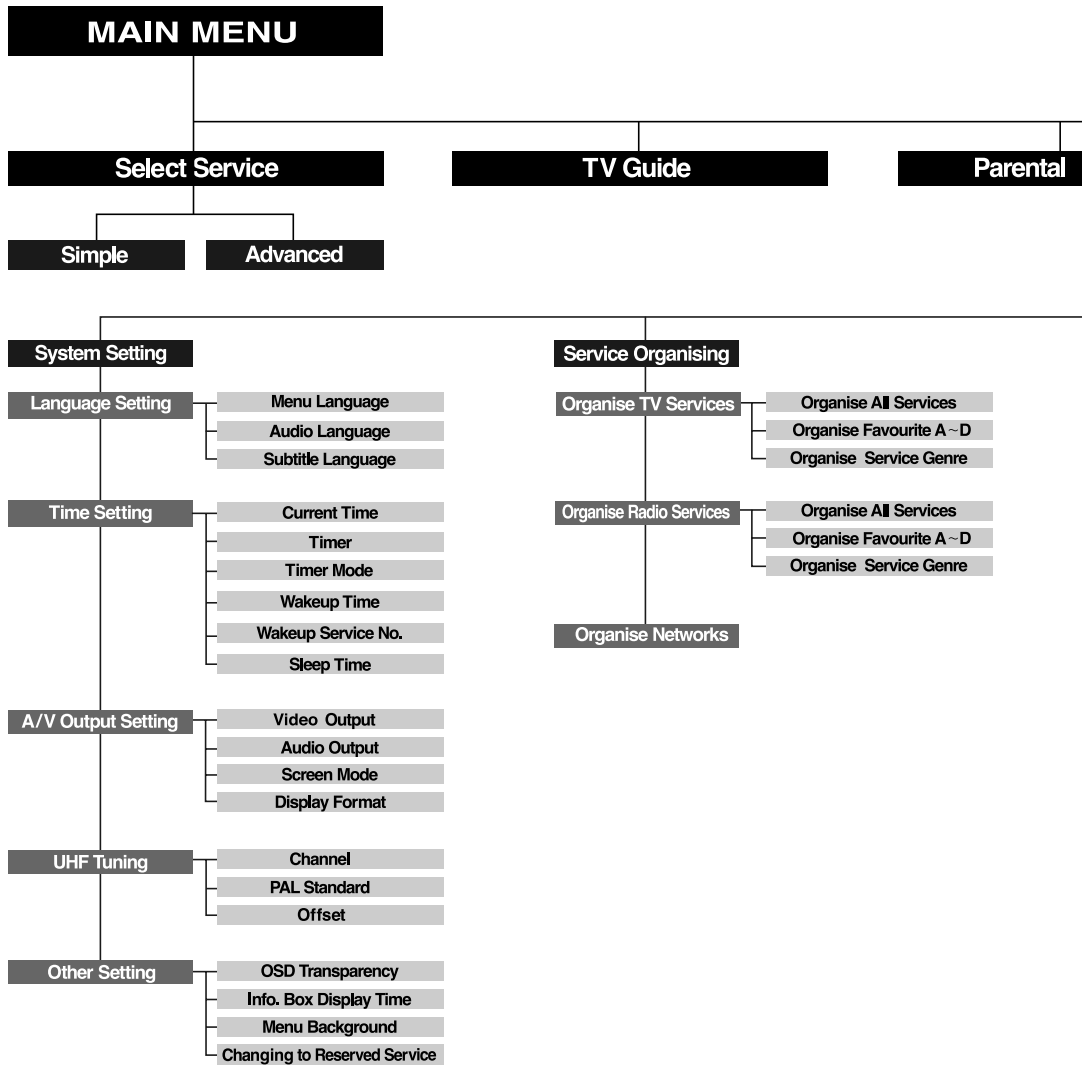 MAIN MENU
Select Service
TV Guide
Parental
Simple
Advanced
System Setting
Language Setting
Menu Language
Audio Language
Subtitle Language
Time Setting
Current Time
Timer
Timer Mode
Wakeup Time
Wakeup Service No.
Sleep Time
A/V Output Setting
Video Output
Audio Output
Screen Mode
Display Format
UHF Tuning
Channel
PAL Standard
Offset
Other Setting
OSD Transparency
Info. Box Display Time
Menu Background
Changing to Reserved Service
Service Organising
Organise TV Services
Organise All Services
Organise Favourite A~D
Organise Service Genre
Organise Radio Services
Organise All Services
Organise Favourite A~D
Organise Service Genre
Organise Networks